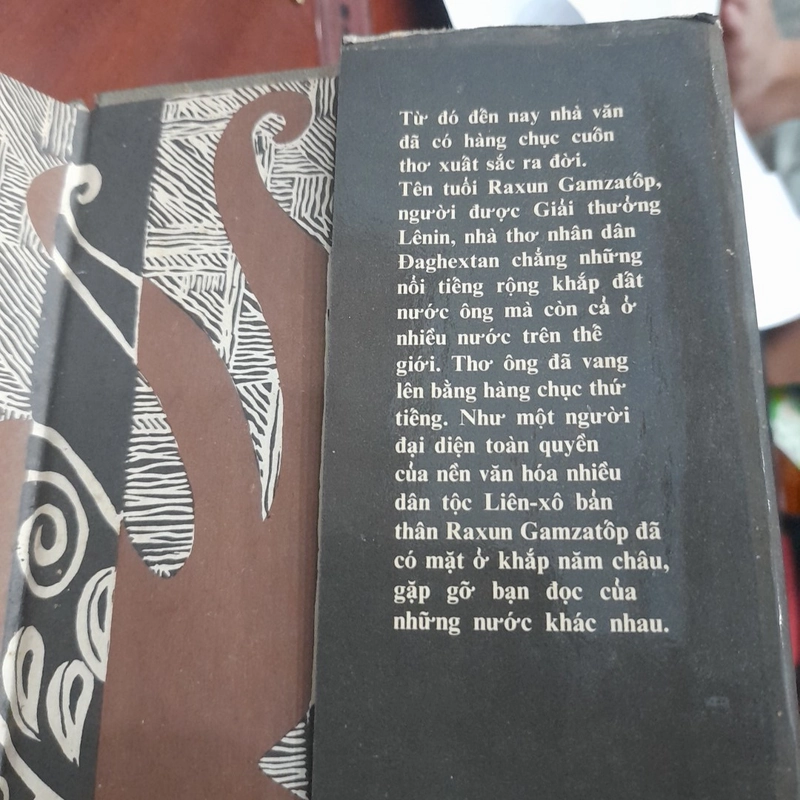 Từ đó đến nay nhà văn
đã có hàng chục cuốn
thơ xuất sắc ra đời.
Tên tuổi Raxun Gamzatốp,
người được Giải thưởng
Lênin, nhà thơ nhân dân
Đaghextan chẳng những
nổi tiếng rộng khắp đất
nước ông mà còn cả ở
nhiều nước trên thế
giới. Thơ ông đã vang
lên bằng hàng chục thứ
tiếng. Như một người
đại diện toàn quyền
của nền văn hóa nhiều
dân tộc Liên-xô bản
thân Raxun Gamzatốp đã
có mặt ở khắp năm châu,
gặp gỡ bạn đọc của
những nước khác nhau.